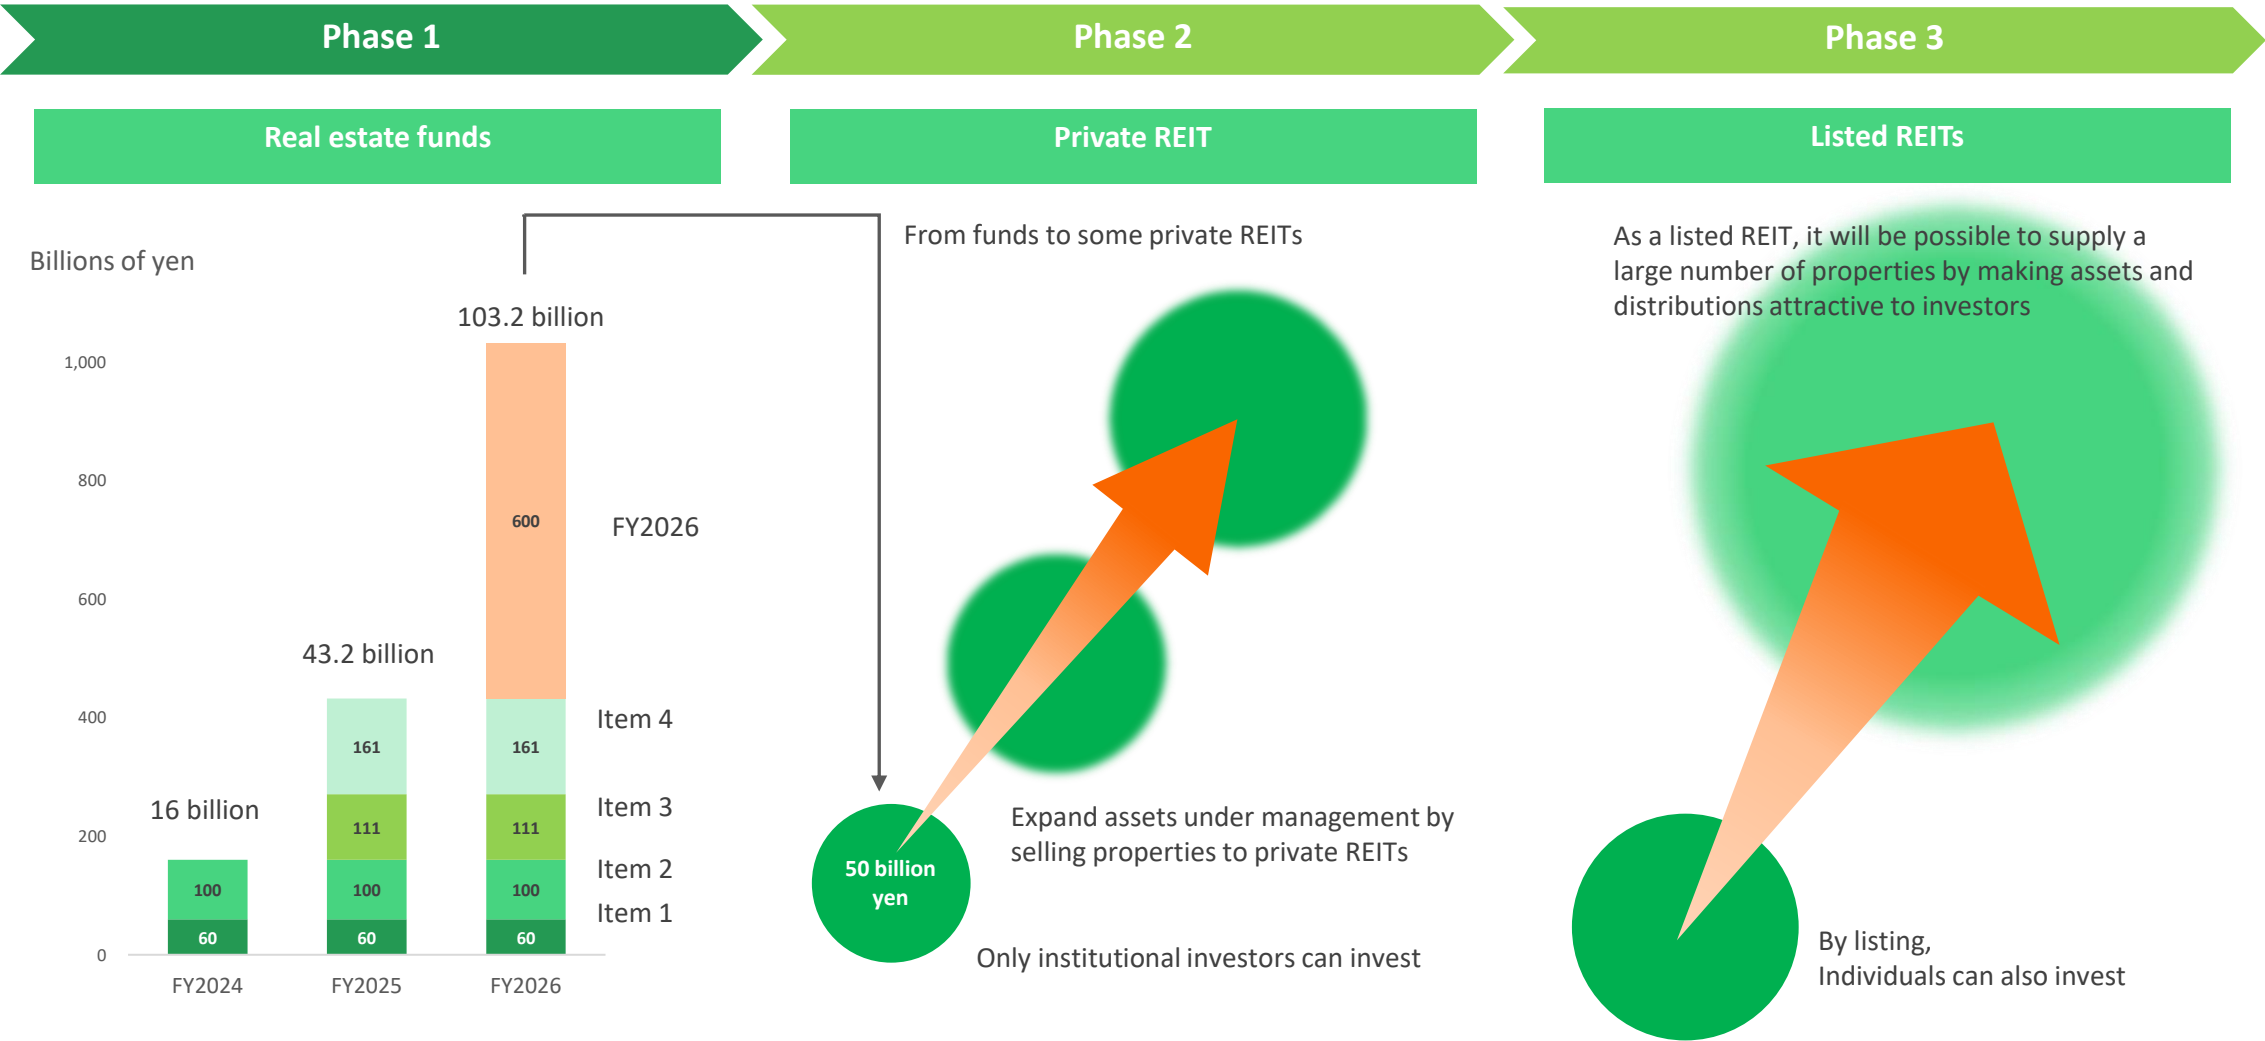 Phase 1
Phase 2
Phase 3
Real estate funds
Private REIT
Listed REITs
Billions of yen
1,000
800
600
400
200
0
16 billion
43.2 billion
103.2 billion
100
60
161
111
100
60
600
161
111
100
60
FY2026
Item 4
Item 3
Item 2
Item 1
FY2024
FY2025
FY2026
From funds to some private REITs
50 billion
yen
Expand assets under management by
selling properties to private REITs
Only institutional investors can invest
As a listed REIT, it will be possible to supply a
large number of properties by making assets and
distributions attractive to investors
By listing,
Individuals can also invest